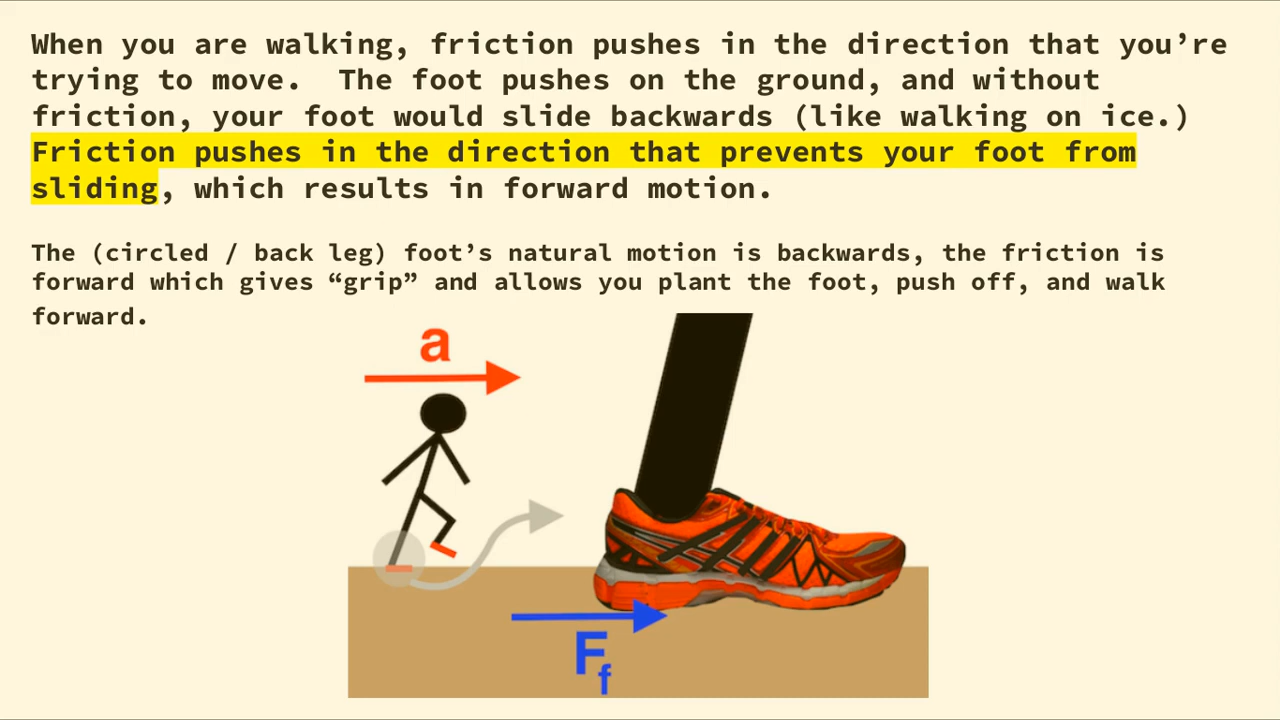 When you are walking, friction pushes in the direction that you’re
trying to move.  The foot pushes on the ground, and without
friction, your foot would slide backwards (like walking on ice.)
Friction pushes in the direction that prevents your foot from
sliding, which results in forward motion.
The (circled / back leg) foot’s natural motion is backwards, the friction is
forward which gives “grip” and allows you plant the foot, push off, and walk
forward.
a
Ff